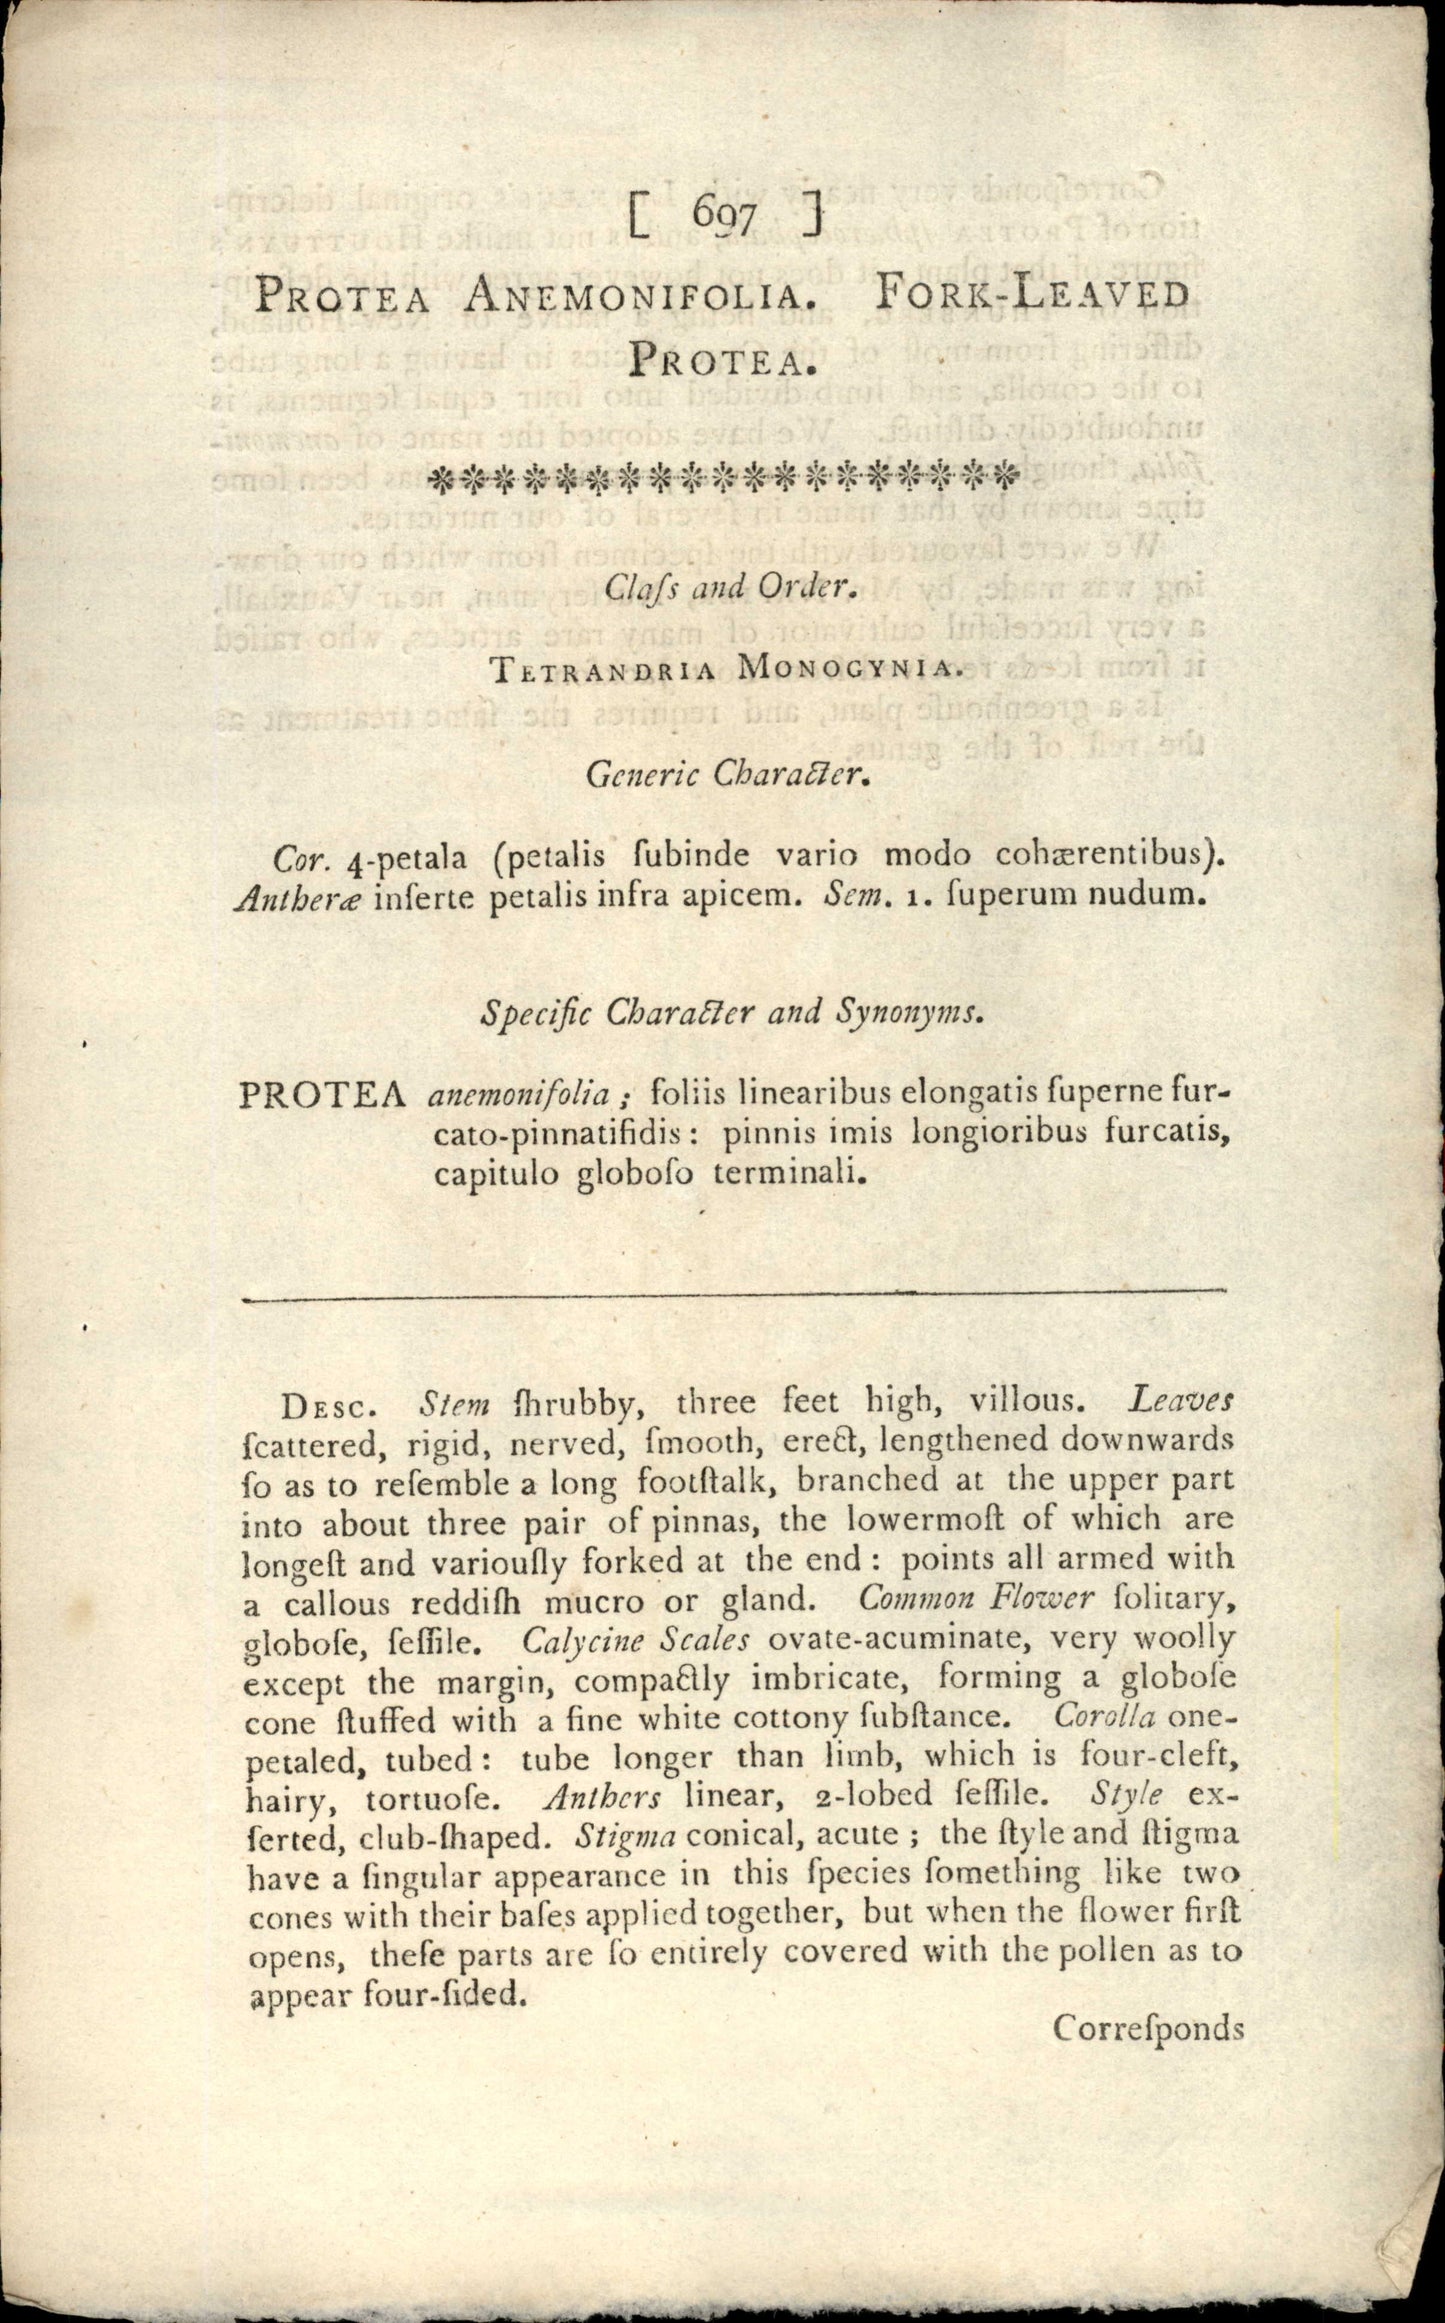 [ 697 ]
PROTEA ANEMONIFOLIA. FORK-LEAVED
PROTEA.
*******************
Claſs and Order.
TETRANDRIA MONOGYNIA.
Generic Character.
Cor. 4-petala (petalis ſubinde vario modo cohærentibus).
Antheræ inſerte petalis infra apicem. Sem. 1. ſuperum nudum.
Specific Character and Synonyms.
PROTEA anemonifolia; foliis linearibus elongatis ſuperne fur-
cato-pinnatifidis: pinnis imis longioribus furcatis,
capitulo globoſo terminali.
DESC. Stem ſhrubby, three feet high, villous. Leaves
ſcattered, rigid, nerved, ſmooth, erect, lengthened downwards
ſo as to reſemble a long footſtalk, branched at the upper part
into about three pair of pinnas, the lowermoſt of which are
longeſt and variouſly forked at the end: points all armed with
a callous reddiſh mucro or gland. Common Flower ſolitary,
globoſe, ſeſſile. Calycine Scales ovate-acuminate, very woolly
except the margin, compactly imbricate, forming a globoſe
cone ſtuffed with a fine white cottony ſubſtance. Corolla one-
petaled, tubed: tube longer than limb, which is four-cleft,
hairy, tortuoſe. Anthers linear, 2-lobed ſeſſile. Style ex-
ſerted, club-ſhaped. Stigma conical, acute; the ſtyle and ſtigma
have a ſingular appearance in this ſpecies ſomething like two
cones with their baſes applied together, but when the flower firſt
opens, theſe parts are ſo entirely covered with the pollen as to
appear four-ſided.
Correſponds